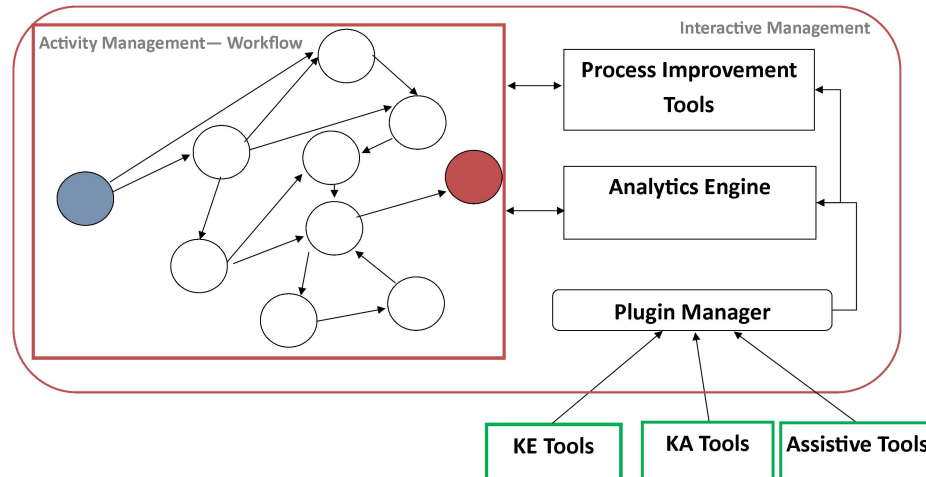 Activity Management— Workflow
Interactive Management
Process Improvement
Tools
Analytics Engine
Plugin Manager
KE Tools
KA Tools
Assistive Tools